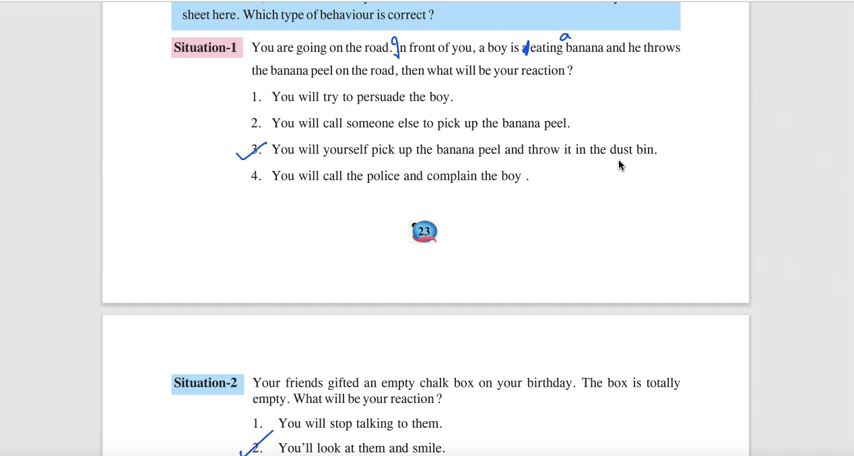 sheet here. Which type of behaviour is correct ?
a
Situation-1 You are going on the road. In front of you, a boy is eating banana and he throws
the banana peel on the road, then what will be your reaction ?
1. You will try to persuade the boy.
2. You will call someone else to pick up the banana peel.
3. You will yourself pick up the banana peel and throw it in the dust bin.
4. You will call the police and complain the boy .
23
Situation-2 Your friends gifted an empty chalk box on your birthday. The box is totally
empty. What will be your reaction ?
1. You will stop talking to them.
2. You'll look at them and smile.